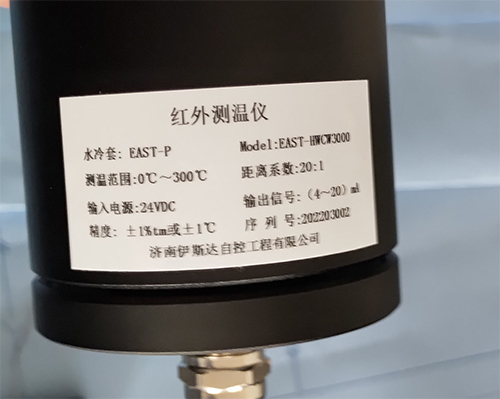 红外测温仪
水冷套: EAST-P Model:EAST-HWCW3000
测温范围:0℃～300℃ 距离系数:20:1
输入电源:24VDC 输出信号:（4～20）mA
精度: ±1%tm或±1℃ 序 列 号:202203002
济南伊斯达自控工程有限公司